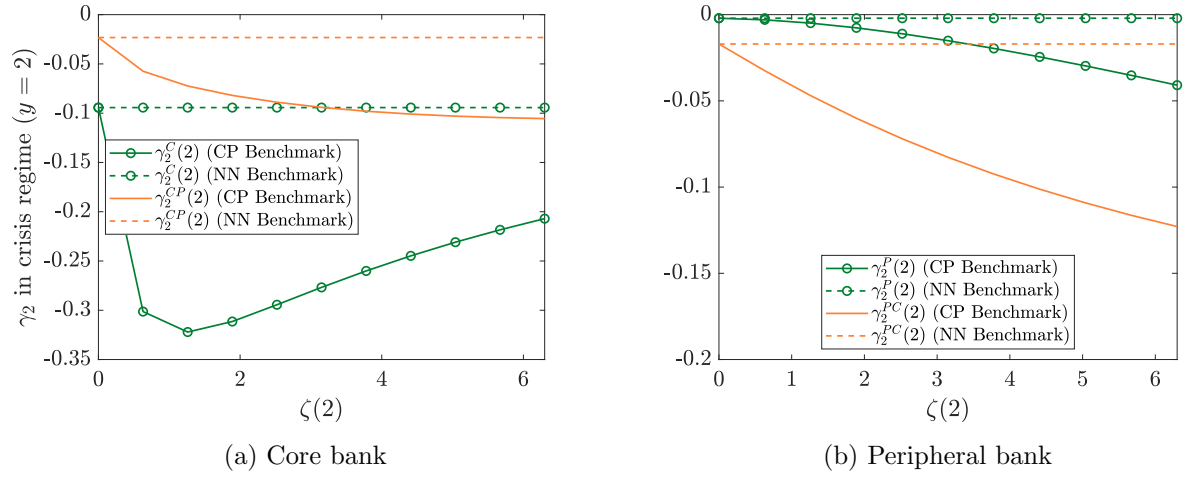 γ₂ in crisis regime (y = 2)
0
-0.05
-0.1
-0.15
-0.2
-0.25
-0.3
-0.35
γ₂^C(2) (CP Benchmark)
γ₂^C(2) (NN Benchmark)
γ₂^{CP}(2) (CP Benchmark)
γ₂^{CP}(2) (NN Benchmark)
0 2 4 6
ζ(2)
(a) Core bank
0
-0.05
-0.1
-0.15
-0.2
γ₂^P(2) (CP Benchmark)
γ₂^P(2) (NN Benchmark)
γ₂^{PC}(2) (CP Benchmark)
γ₂^{PC}(2) (NN Benchmark)
0 1 2 3 4 5 6
ζ(2)
(b) Peripheral bank